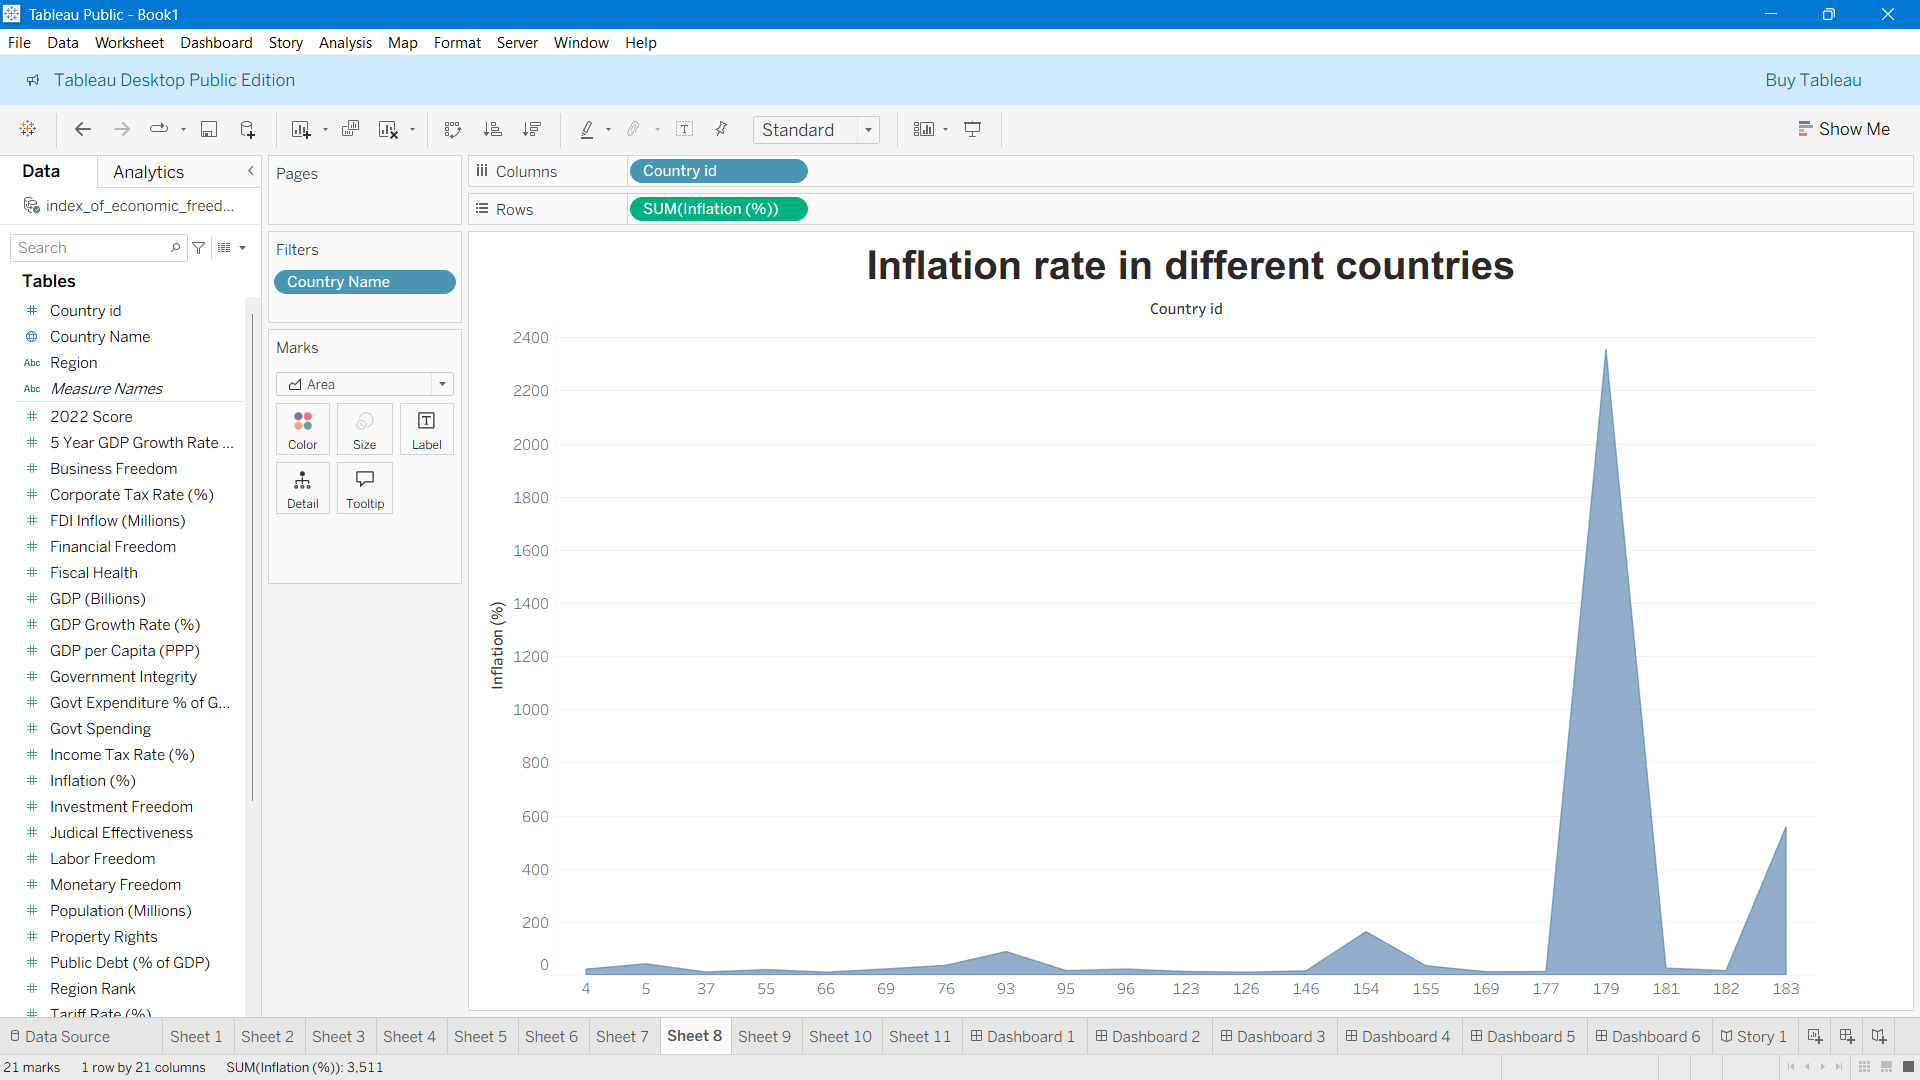 Tableau Public - Book1
File Data Worksheet Dashboard Story Analysis Map Format Server Window Help
Tableau Desktop Public Edition
Buy Tableau
Standard
Show Me
Data Analytics
index_of_economic_freed...
Search
Tables
Country id
Country Name
Abc Region
Abc Measure Names
2022 Score
5 Year GDP Growth Rate ...
Business Freedom
Corporate Tax Rate (%)
FDI Inflow (Millions)
Financial Freedom
Fiscal Health
GDP (Billions)
GDP Growth Rate (%)
GDP per Capita (PPP)
Government Integrity
Govt Expenditure % of G...
Govt Spending
Income Tax Rate (%)
Inflation (%)
Investment Freedom
Judical Effectiveness
Labor Freedom
Monetary Freedom
Population (Millions)
Property Rights
Public Debt (% of GDP)
Region Rank
Tariff Rate (%)
Pages
Filters
Country Name
Marks
Area
Color Size Label
Detail Tooltip
Columns Country id
Rows SUM(Inflation (%))
Inflation rate in different countries
Country id
2400
2200
2000
1800
1600
1400
1200
1000
800
600
400
200
0
Inflation (%)
4 5 37 55 66 69 76 93 95 96 123 126 146 154 155 169 177 179 181 182 183
Data Source Sheet 1 Sheet 2 Sheet 3 Sheet 4 Sheet 5 Sheet 6 Sheet 7 Sheet 8 Sheet 9 Sheet 10 Sheet 11 Dashboard 1 Dashboard 2 Dashboard 3 Dashboard 4 Dashboard 5 Dashboard 6 Story 1
21 marks 1 row by 21 columns SUM(Inflation (%)): 3,511